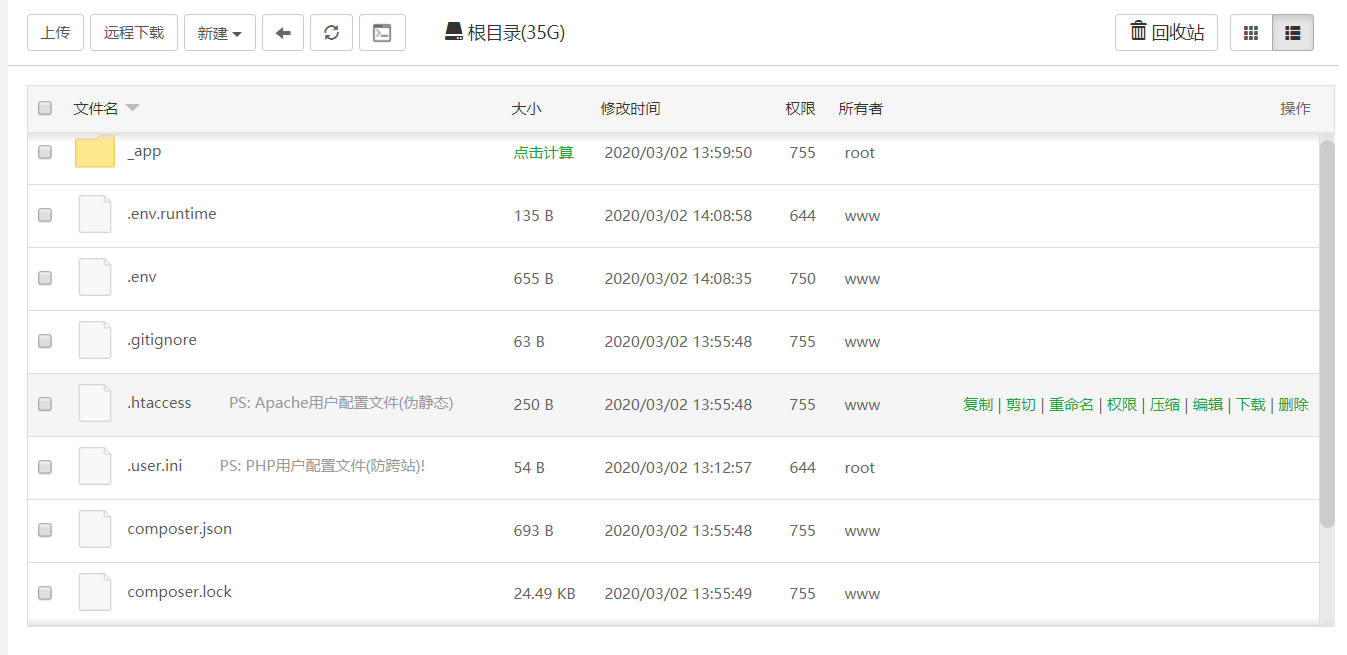 上传 远程下载 新建 根目录(35G) 回收站
文件名 大小 修改时间 权限 所有者 操作
_app 点击计算 2020/03/02 13:59:50 755 root
.env.runtime 135 B 2020/03/02 14:08:58 644 www
.env 655 B 2020/03/02 14:08:35 750 www
.gitignore 63 B 2020/03/02 13:55:48 755 www
.htaccess PS: Apache用户配置文件(伪静态) 250 B 2020/03/02 13:55:48 755 www 复制 | 剪切 | 重命名 | 权限 | 压缩 | 编辑 | 下载 | 删除
.user.ini PS: PHP用户配置文件(防跨站)! 54 B 2020/03/02 13:12:57 644 root
composer.json 693 B 2020/03/02 13:55:48 755 www
composer.lock 24.49 KB 2020/03/02 13:55:49 755 www